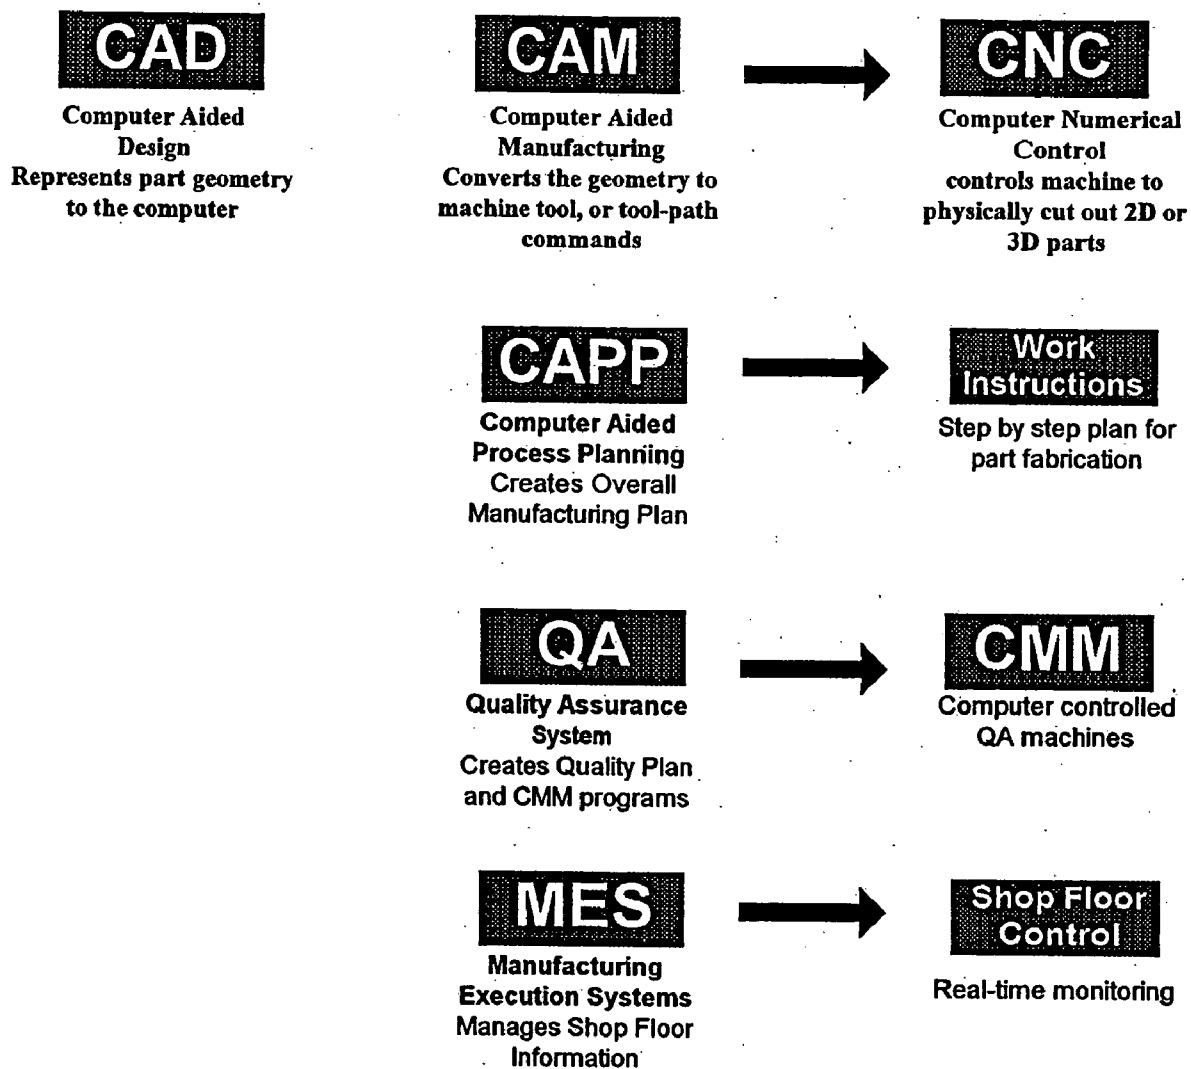 CAD
Computer Aided
Design
Represents part geometry
to the computer
CAM
Computer Aided
Manufacturing
Converts the geometry to
machine tool, or tool-path
commands
CNC
Computer Numerical
Control
controls machine to
physically cut out 2D or
3D parts
CAPP
Computer Aided
Process Planning
Creates Overall
Manufacturing Plan
Work
Instructions
Step by step plan for
part fabrication
QA
Quality Assurance
System
Creates Quality Plan
and CMM programs
CMM
Computer controlled
QA machines
MES
Manufacturing
Execution Systems
Manages Shop Floor
Information
Shop Floor
Control
Real-time monitoring